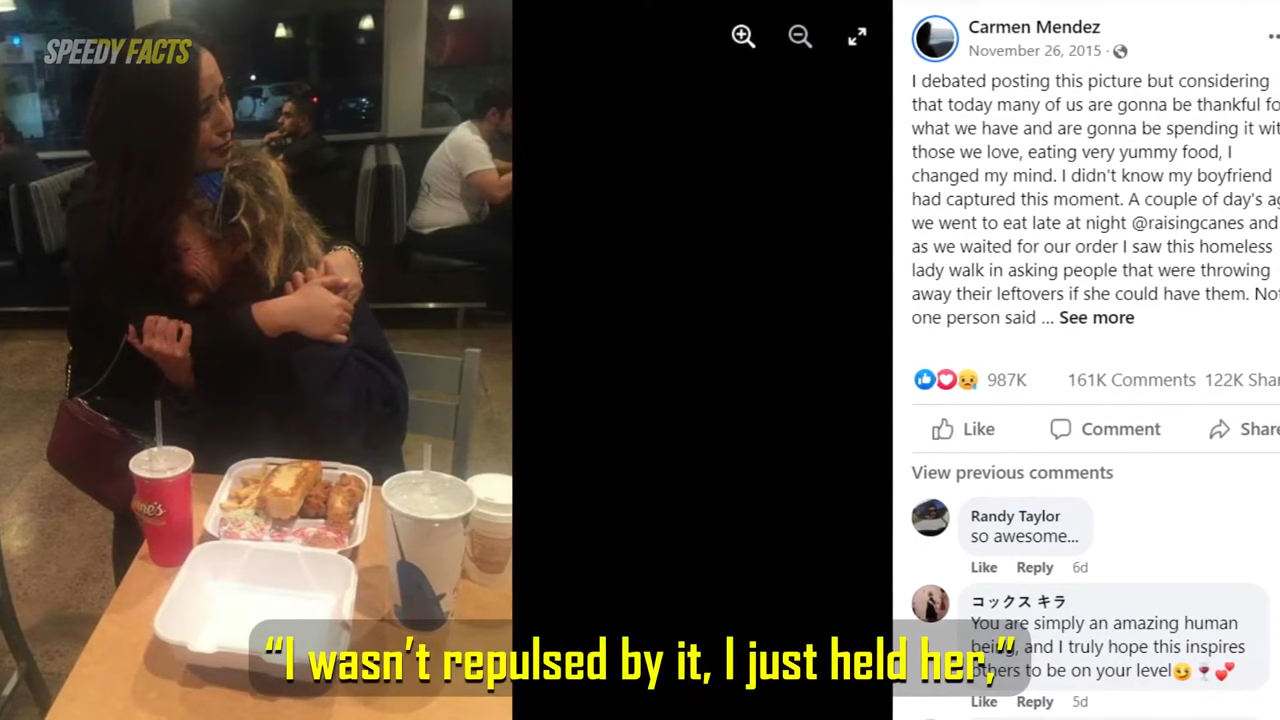 SPEEDY FACTS
Carmen Mendez
November 26, 2015 ·
I debated posting this picture but considering
that today many of us are gonna be thankful fo
what we have and are gonna be spending it wit
those we love, eating very yummy food, I
changed my mind. I didn't know my boyfriend
had captured this moment. A couple of day's ag
we went to eat late at night @raisingcanes and
as we waited for our order I saw this homeless
lady walk in asking people that were throwing
away their leftovers if she could have them. Not
one person said ... See more
987K 161K Comments 122K Shar
Like Comment Share
View previous comments
Randy Taylor
so awesome...
Like Reply 6d
コックス キラ
You are simply an amazing human
being, and I truly hope this inspires
others to be on your level😉🍷💕
Like Reply 5d
ne's
“I wasn’t repulsed by it, I just held her,”